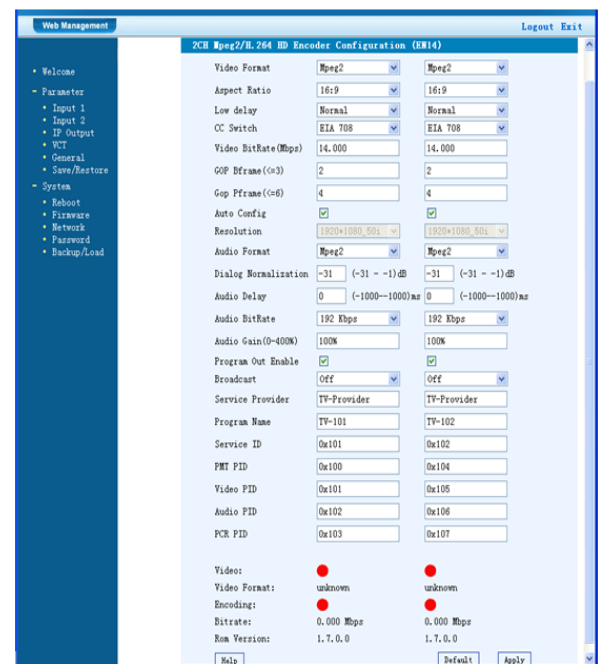 Web Management
Logout Exit
2CH Mpeg2/H.264 HD Encoder Configuration (EN14)
• Welcome
- Parameter
• Input 1
• Input 2
• IP Output
• VCT
• General
• Save/Restore
- System
• Reboot
• Firmware
• Network
• Password
• Backup/Load
Video Format Mpeg2 Mpeg2
Aspect Ratio 16:9 16:9
Low delay Normal Normal
CC Switch EIA 708 EIA 708
Video BitRate(Mbps) 14.000 14.000
GOP Bframe(<=3) 2 2
Gop Pframe(<=6) 4 4
Auto Config
Resolution 1920*1080_50i 1920*1080_50i
Audio Format Mpeg2 Mpeg2
Dialog Normalization -31 (-31 - -1)dB -31 (-31 - -1)dB
Audio Delay 0 (-1000--1000)ms 0 (-1000--1000)ms
Audio BitRate 192 Kbps 192 Kbps
Audio Gain(0-400%) 100% 100%
Program Out Enable
Broadcast Off Off
Service Provider TV-Provider TV-Provider
Program Name TV-101 TV-102
Service ID 0x101 0x102
PMT PID 0x100 0x104
Video PID 0x101 0x105
Audio PID 0x102 0x106
PCR PID 0x103 0x107
Video:
Video Format: unknown unknown
Encoding:
Bitrate: 0.000 Mbps 0.000 Mbps
Rom Version: 1.7.0.0 1.7.0.0
Help Default Apply